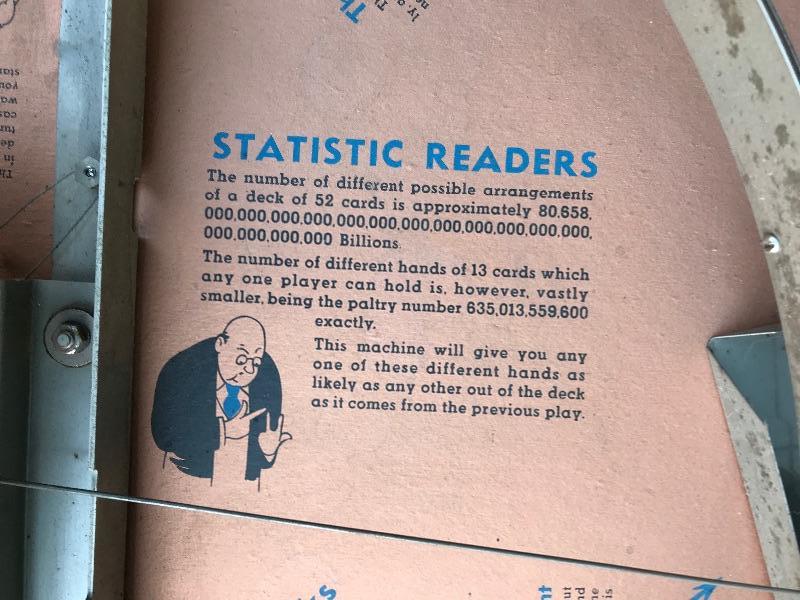 STATISTIC READERS
The number of different possible arrangements
of a deck of 52 cards is approximately 80,658,
000,000,000,000,000,000,000,000,000,000,000,000,
000,000,000,000 Billions.
The number of different hands of 13 cards which
any one player can hold is, however, vastly
smaller, being the paltry number 635,013,559,600
exactly.
This machine will give you any
one of these different hands as
likely as any other out of the deck
as it comes from the previous play.